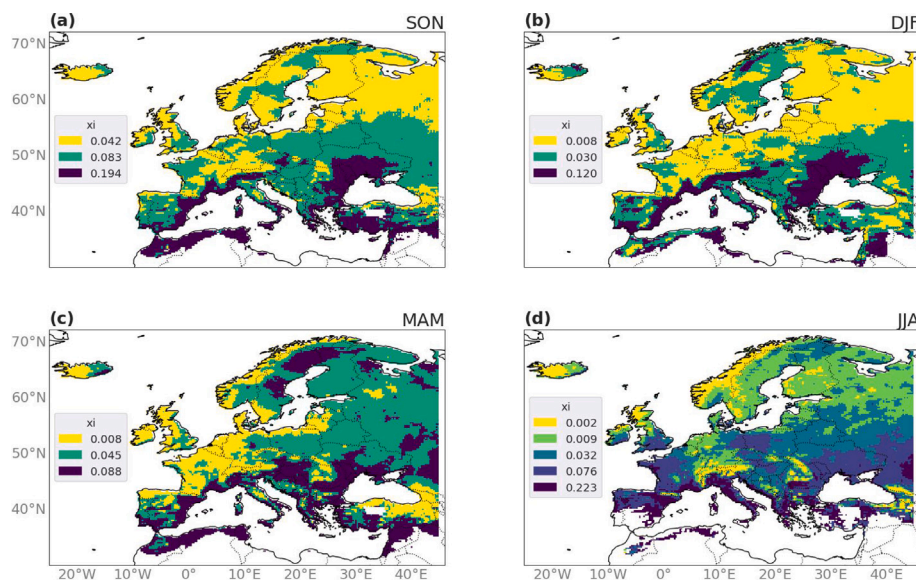 (a) SON
(b) DJF
70°N
60°N
50°N
40°N
xi
0.042
0.083
0.194
xi
0.008
0.030
0.120
(c) MAM
(d) JJA
70°N
60°N
50°N
40°N
xi
0.008
0.045
0.088
xi
0.002
0.009
0.032
0.076
0.223
20°W 10°W 0° 10°E 20°E 30°E 40°E
20°W 10°W 0° 10°E 20°E 30°E 40°E